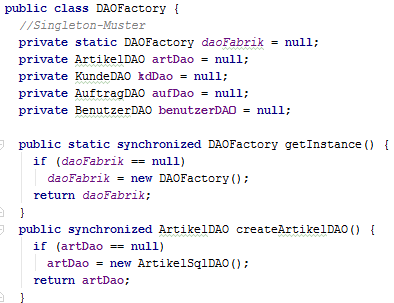 public class DAOFactory {
//Singleton-Muster
private static DAOFactory daoFabrik = null;
private ArtikelDAO artDao = null;
private KundeDAO kdDao = null;
private AuftragDAO aufDao = null;
private BenutzerDAO benutzerDAO = null;
public static synchronized DAOFactory getInstance() {
if (daoFabrik == null)
daoFabrik = new DAOFactory();
return daoFabrik;
}
public synchronized ArtikelDAO createArtikelDAO() {
if (artDao == null)
artDao = new ArtikelSqlDAO();
return artDao;
}